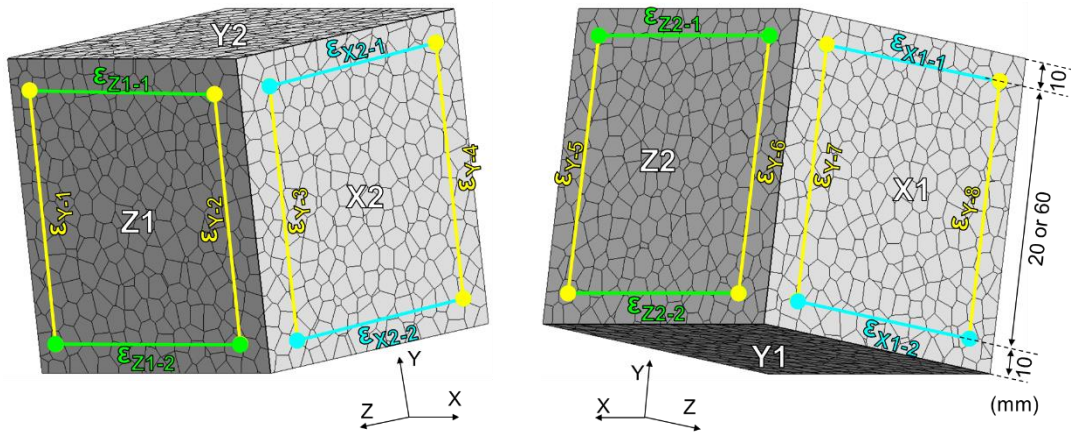 Y2
εZ1-1
εX2-1
εY-1
εY-2
εY-3
εY-4
Z1
X2
εZ1-2
εX2-2
Y
Z
X
εZ2-1
εX1-1
10
εY-5
εY-6
εY-7
εY-8
Z2
X1
20 or 60
εZ2-2
εX1-2
Y1
10
(mm)
Y
X
Z